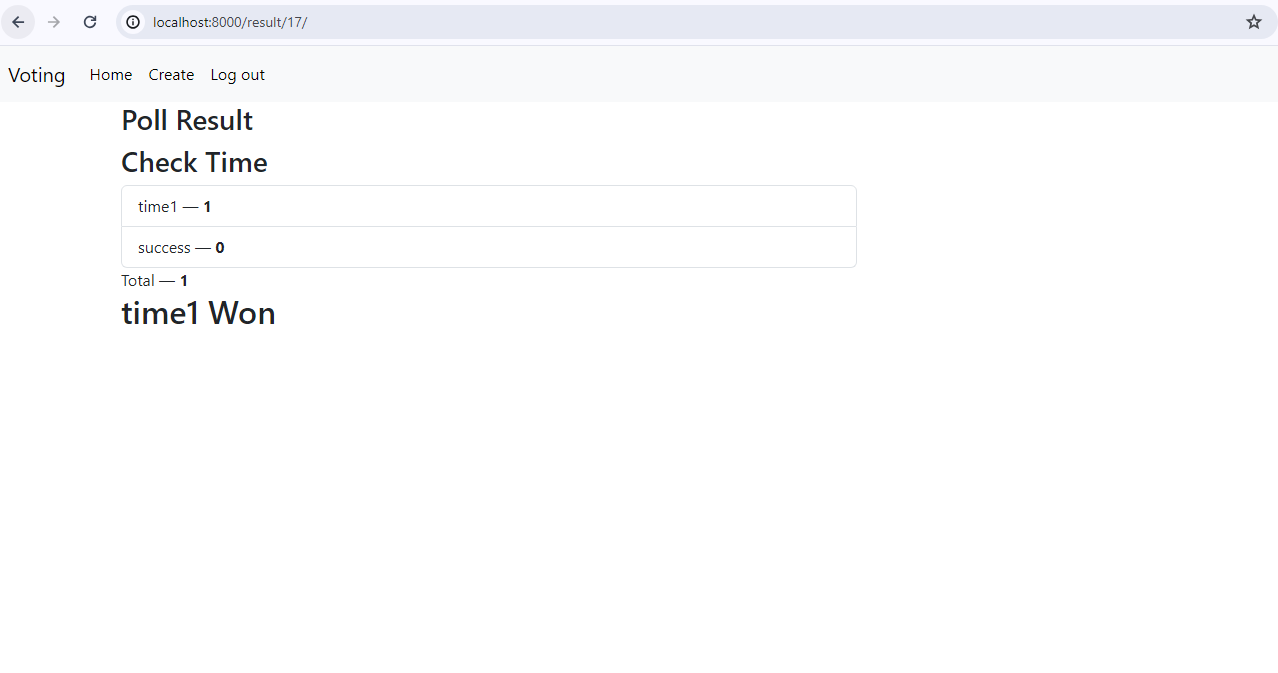 localhost:8000/result/17/
Voting Home Create Log out
Poll Result
Check Time
time1 — 1
success — 0
Total — 1
time1 Won